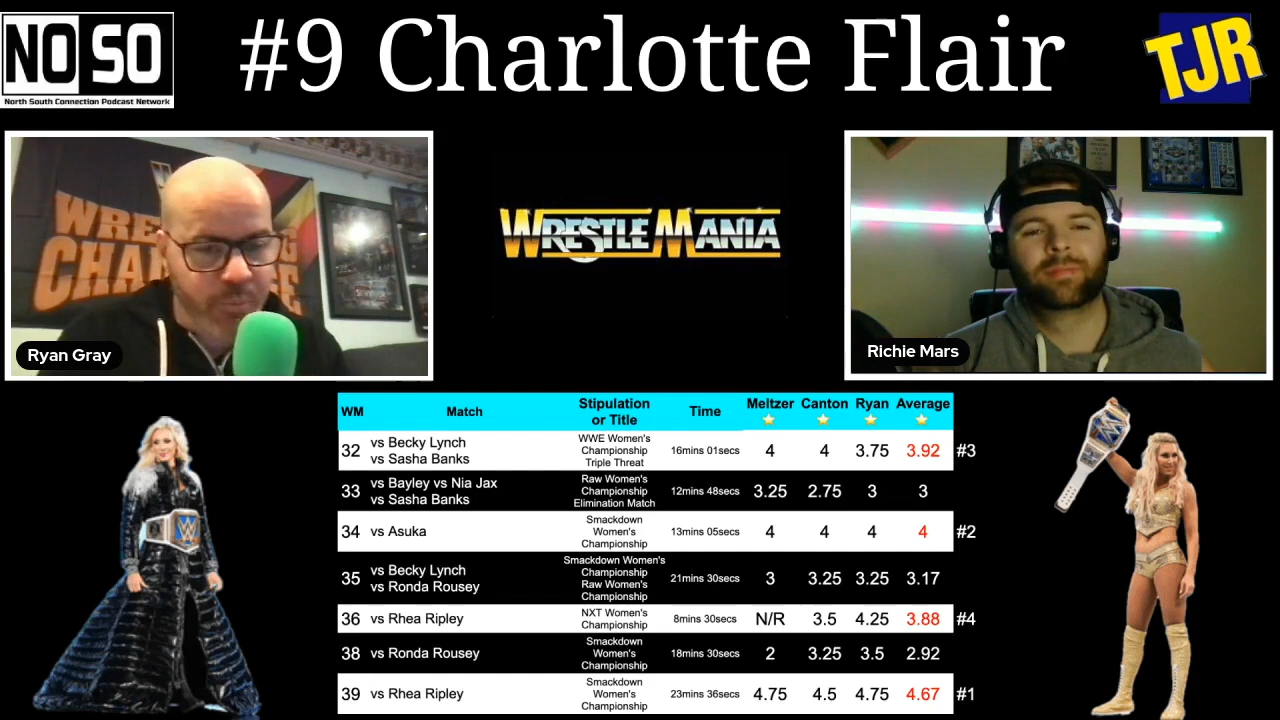 NO SO
North South Connection Podcast Network
#9 Charlotte Flair
TJR
WRE NG
CHA GE
WRESTLEMANIA
Ryan Gray
Richie Mars
WM Match Stipulation or Title Time Meltzer Canton Ryan Average
32 vs Becky Lynch vs Sasha Banks WWE Women's Championship Triple Threat 16mins 01secs 4 4 3.75 3.92 #3
33 vs Bayley vs Nia Jax vs Sasha Banks Raw Women's Championship Elimination Match 12mins 48secs 3.25 2.75 3 3
34 vs Asuka Smackdown Women's Championship 13mins 05secs 4 4 4 4 #2
35 vs Becky Lynch vs Ronda Rousey Smackdown Women's Championship Raw Women's Championship 21mins 30secs 3 3.25 3.25 3.17
36 vs Rhea Ripley NXT Women's Championship 8mins 30secs N/R 3.5 4.25 3.88 #4
38 vs Ronda Rousey Smackdown Women's Championship 18mins 30secs 2 3.25 3.5 2.92
39 vs Rhea Ripley Smackdown Women's Championship 23mins 36secs 4.75 4.5 4.75 4.67 #1